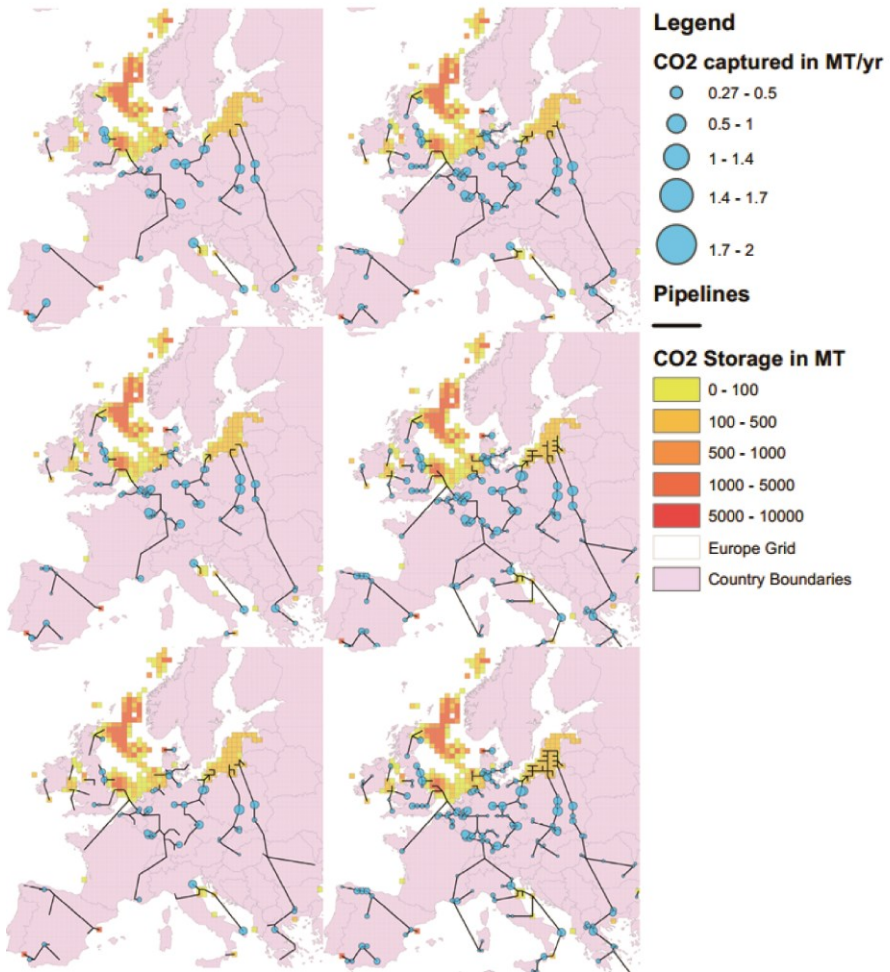 Legend
CO2 captured in MT/yr
0.27 - 0.5
0.5 - 1
1 - 1.4
1.4 - 1.7
1.7 - 2
Pipelines
CO2 Storage in MT
0 - 100
100 - 500
500 - 1000
1000 - 5000
5000 - 10000
Europe Grid
Country Boundaries